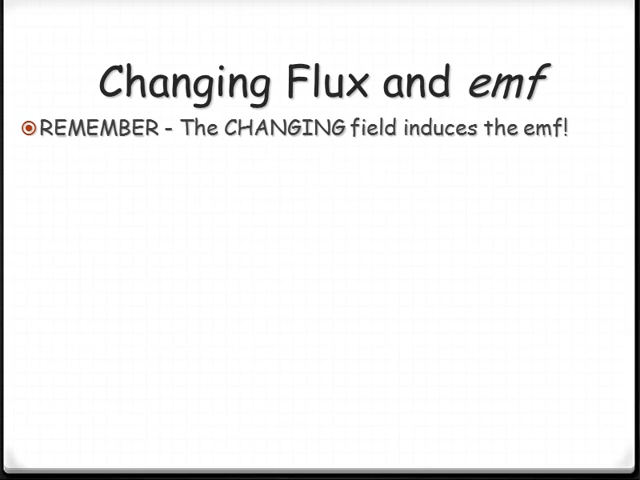 Changing Flux and emf
REMEMBER - The CHANGING field induces the emf!